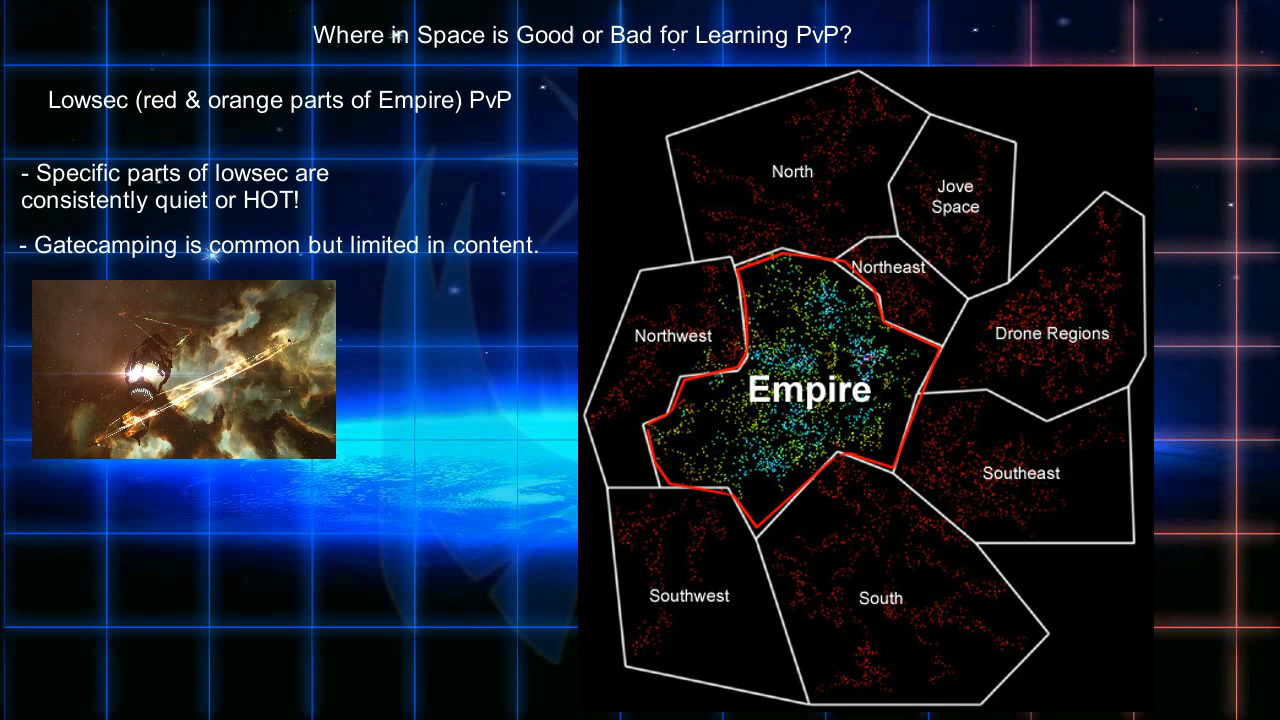 Where in Space is Good or Bad for Learning PvP?
Lowsec (red & orange parts of Empire) PvP
- Specific parts of lowsec are
consistently quiet or HOT!
- Gatecamping is common but limited in content.
North
Jove
Space
Northeast
Northwest
Drone Regions
Empire
Southeast
Southwest
South